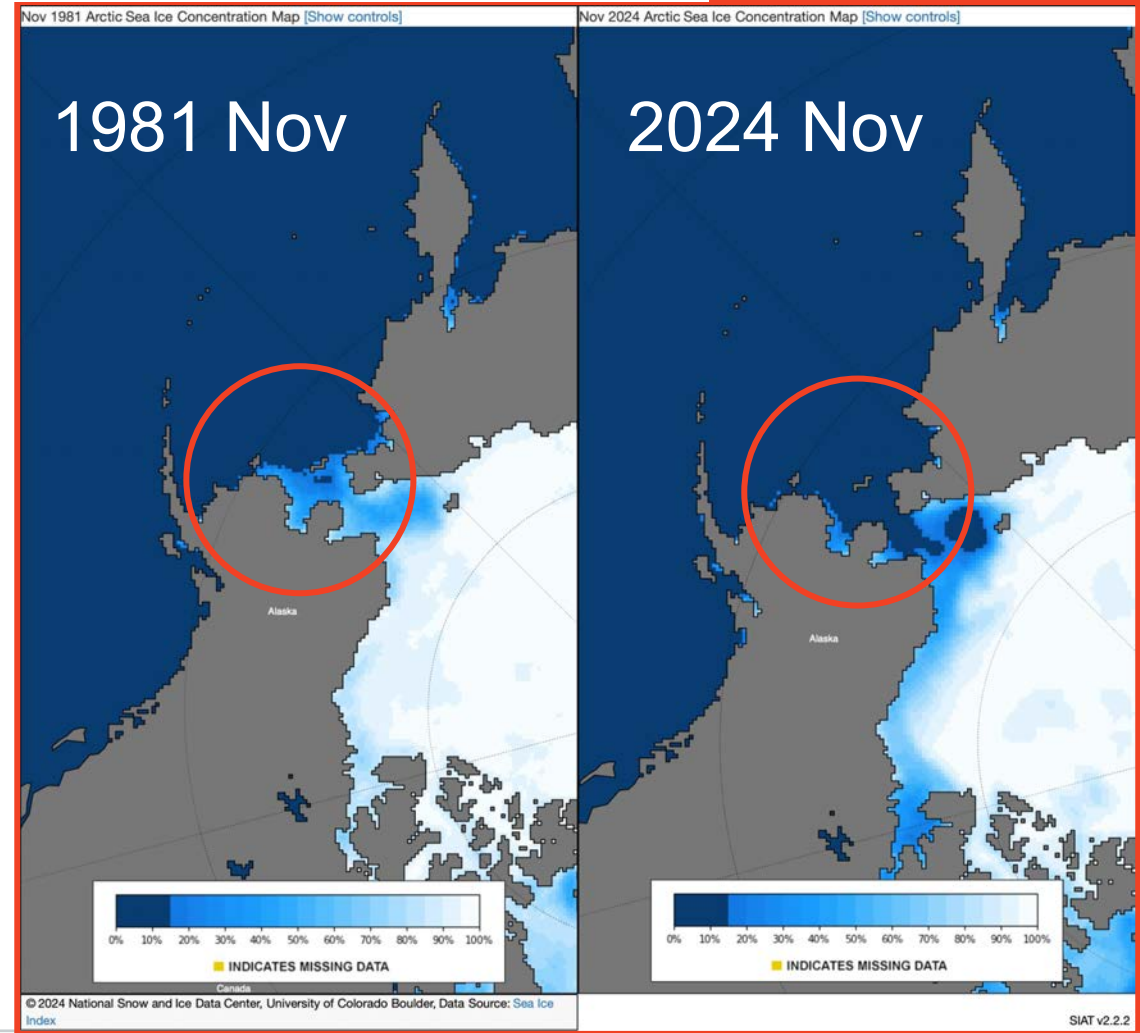 Nov 1981 Arctic Sea Ice Concentration Map [Show controls]
1981 Nov
Alaska
0% 10% 20% 30% 40% 50% 60% 70% 80% 90% 100%
INDICATES MISSING DATA
Canada
© 2024 National Snow and Ice Data Center, University of Colorado Boulder, Data Source: Sea Ice
Index
Nov 2024 Arctic Sea Ice Concentration Map [Show controls]
2024 Nov
Alaska
0% 10% 20% 30% 40% 50% 60% 70% 80% 90% 100%
INDICATES MISSING DATA
SIAT v2.2.2